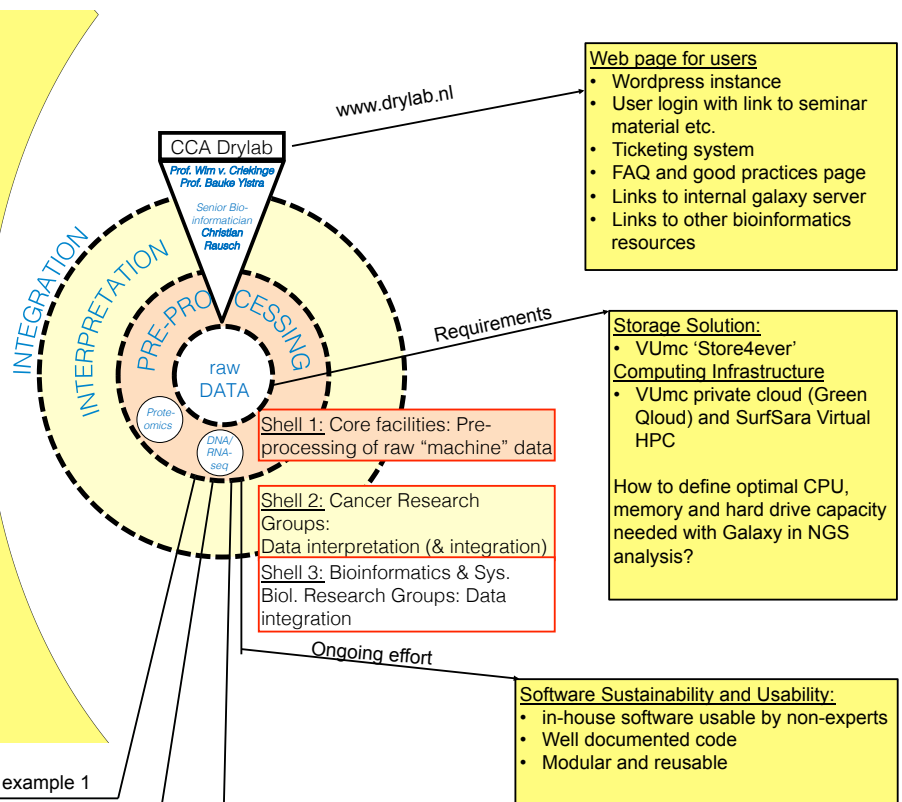 www.drylab.nl
CCA Drylab
Prof. Wim v. Criekinge
Prof. Bauke Ylstra
Senior Bio-
informatician
Christian
Rausch
INTEGRATION
INTERPRETATION
PRE-PRO
CESSING
raw
DATA
Prote-
omics
DNA/
RNA-
seq
Shell 1: Core facilities: Pre-
processing of raw “machine” data
Shell 2: Cancer Research
Groups:
Data interpretation (& integration)
Shell 3: Bioinformatics & Sys.
Biol. Research Groups: Data
integration
Web page for users
• Wordpress instance
• User login with link to seminar
material etc.
• Ticketing system
• FAQ and good practices page
• Links to internal galaxy server
• Links to other bioinformatics
resources
Requirements
Storage Solution:
• VUmc ‘Store4ever’
Computing Infrastructure
• VUmc private cloud (Green
Qloud) and SurfSara Virtual
HPC
How to define optimal CPU,
memory and hard drive capacity
needed with Galaxy in NGS
analysis?
Ongoing effort
Software Sustainability and Usability:
• in-house software usable by non-experts
• Well documented code
• Modular and reusable
example 1